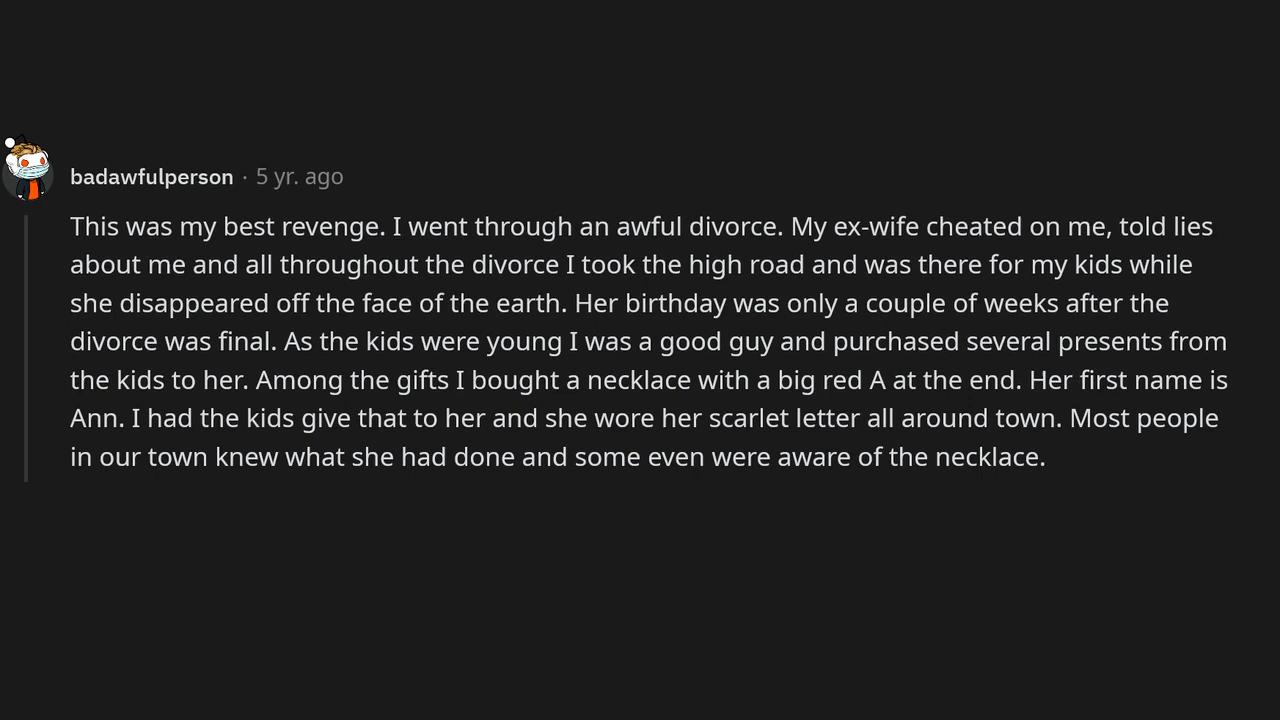 badawfulperson · 5 yr. ago
This was my best revenge. I went through an awful divorce. My ex-wife cheated on me, told lies
about me and all throughout the divorce I took the high road and was there for my kids while
she disappeared off the face of the earth. Her birthday was only a couple of weeks after the
divorce was final. As the kids were young I was a good guy and purchased several presents from
the kids to her. Among the gifts I bought a necklace with a big red A at the end. Her first name is
Ann. I had the kids give that to her and she wore her scarlet letter all around town. Most people
in our town knew what she had done and some even were aware of the necklace.